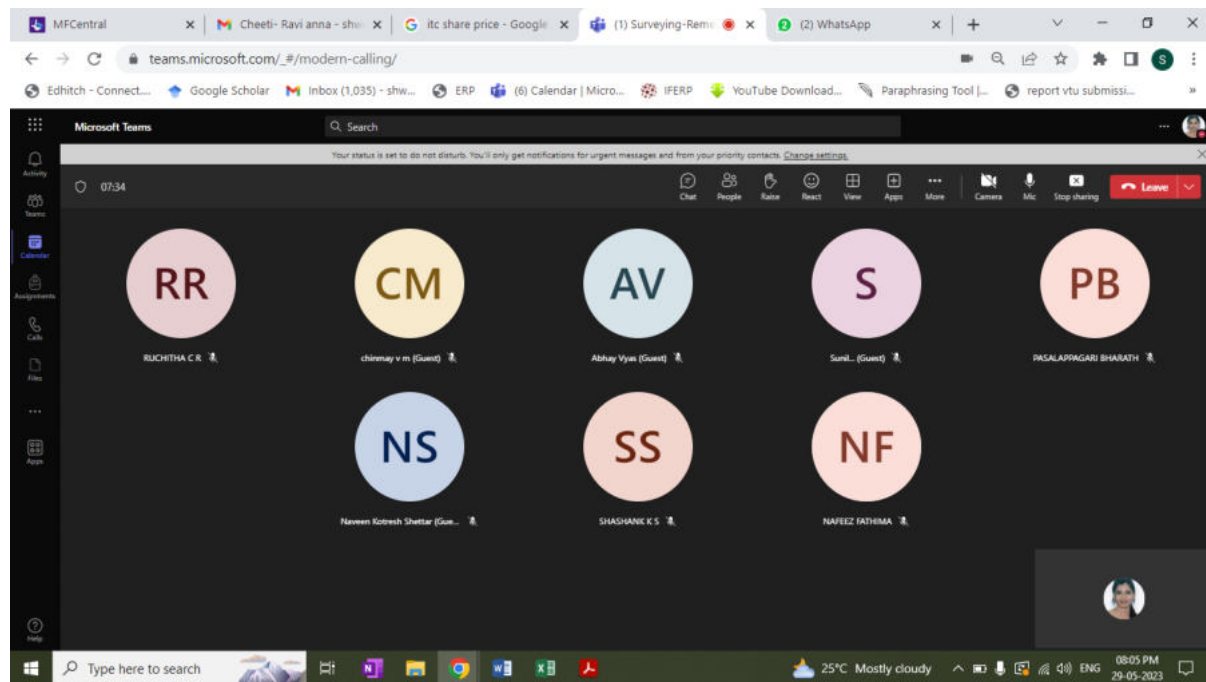 MFCentral
Cheeti- Ravi anna - shw
itc share price - Google
(1) Surveying-Remo
(2) WhatsApp
teams.microsoft.com/_#/modern-calling/
S
Edhitch - Connect....
Google Scholar
Inbox (1,035) - shw...
ERP
(6) Calendar | Micro...
IFERP
YouTube Download...
Paraphrasing Tool |...
report vtu submissi...
Microsoft Teams
Search
Your status is set to do not disturb. You'll only get notifications for urgent messages and from your priority contacts. Change settings.
Activity
Teams
Calendar
Assignments
Calls
Files
Apps
Help
07:34
Chat
People
Raise
React
View
Apps
More
Camera
Mic
Stop sharing
Leave
RR
CM
AV
S
PB
RUCHITHA C R
chinmay v m (Guest)
Abhay Vyas (Guest)
Sunil... (Guest)
PASALAPPAGARI BHARATH
NS
SS
NF
Naveen Kotresh Shettar (Gue...
SHASHANK K S
NAFEEZ FATHIMA
Type here to search
25°C Mostly cloudy
ENG
08:05 PM
29-05-2023